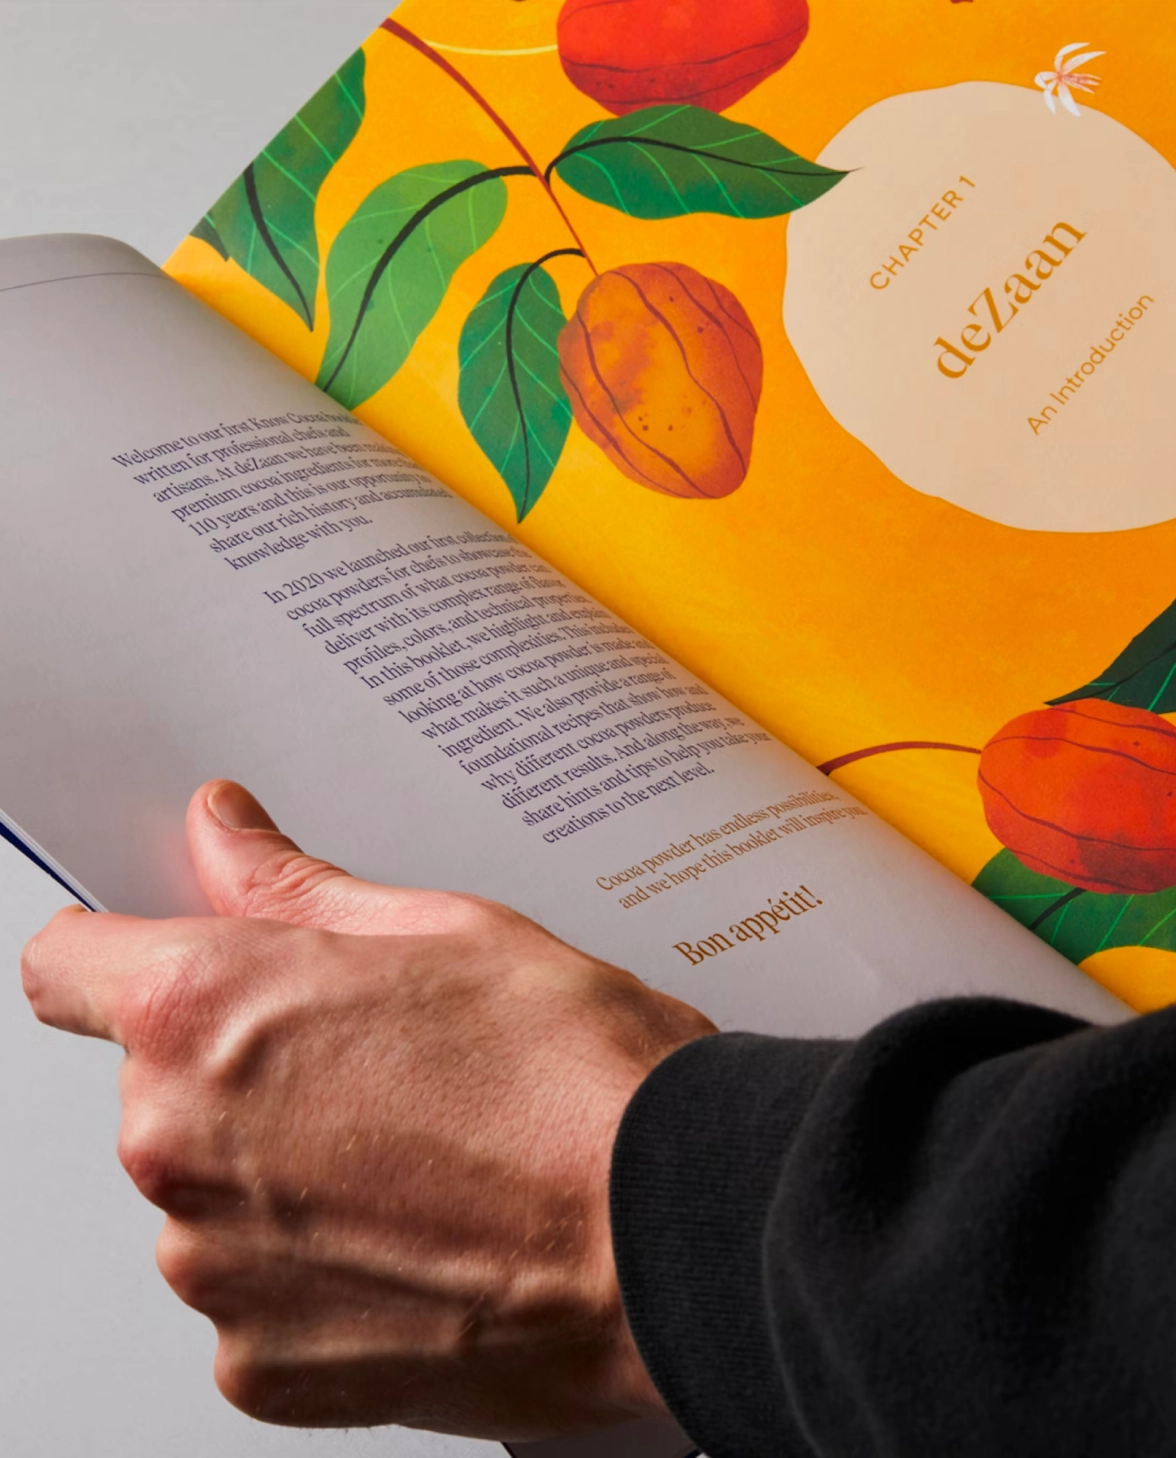 Welcome to our first Know Cocoa booklet
written for professional chefs and
artisans. At deZaan we have been making
premium cocoa ingredients for more than
110 years and this is our opportunity to
share our rich history and accumulated
knowledge with you.
In 2020 we launched our first collection of
cocoa powders for chefs to showcase the
full spectrum of what cocoa powder can
deliver with its complex range of flavor
profiles, colors, and technical properties.
In this booklet, we highlight and explain
some of those complexities. This includes
looking at how cocoa powder is made and
what makes it such a unique and special
ingredient. We also provide a range of
foundational recipes that show how and
why different cocoa powders produce
different results. And along the way, we
share hints and tips to help you take your
creations to the next level.
Cocoa powder has endless possibilities,
and we hope this booklet will inspire you.
Bon appétit!
CHAPTER 1
deZaan
An Introduction